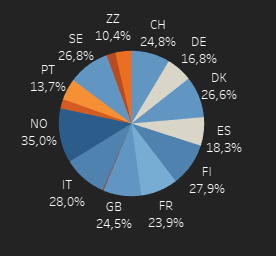 ZZ
10,4%
CH
24,8%
DE
16,8%
DK
26,6%
ES
18,3%
FI
27,9%
FR
23,9%
GB
24,5%
IT
28,0%
NO
35,0%
PT
13,7%
SE
26,8%